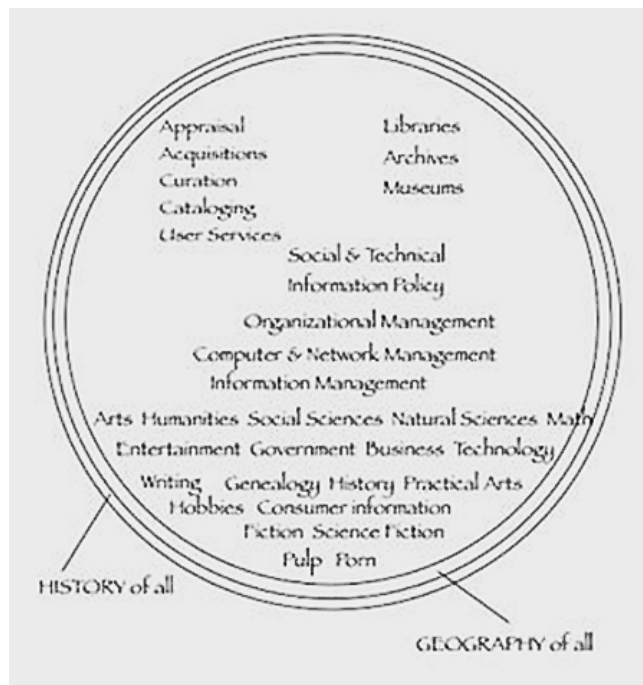 Appraisal
Acquisitions
Curation
Cataloging
User Services
Libraries
Archives
Museums
Social & Technical
Information Policy
Organizational Management
Computer & Network Management
Information Management
Arts Humanities Social Sciences Natural Sciences Math
Entertainment Government Business Technology
Writing Genealogy History Practical Arts
Hobbies Consumer information
Fiction Science Fiction
Pulp Porn
HISTORY of all
GEOGRAPHY of all